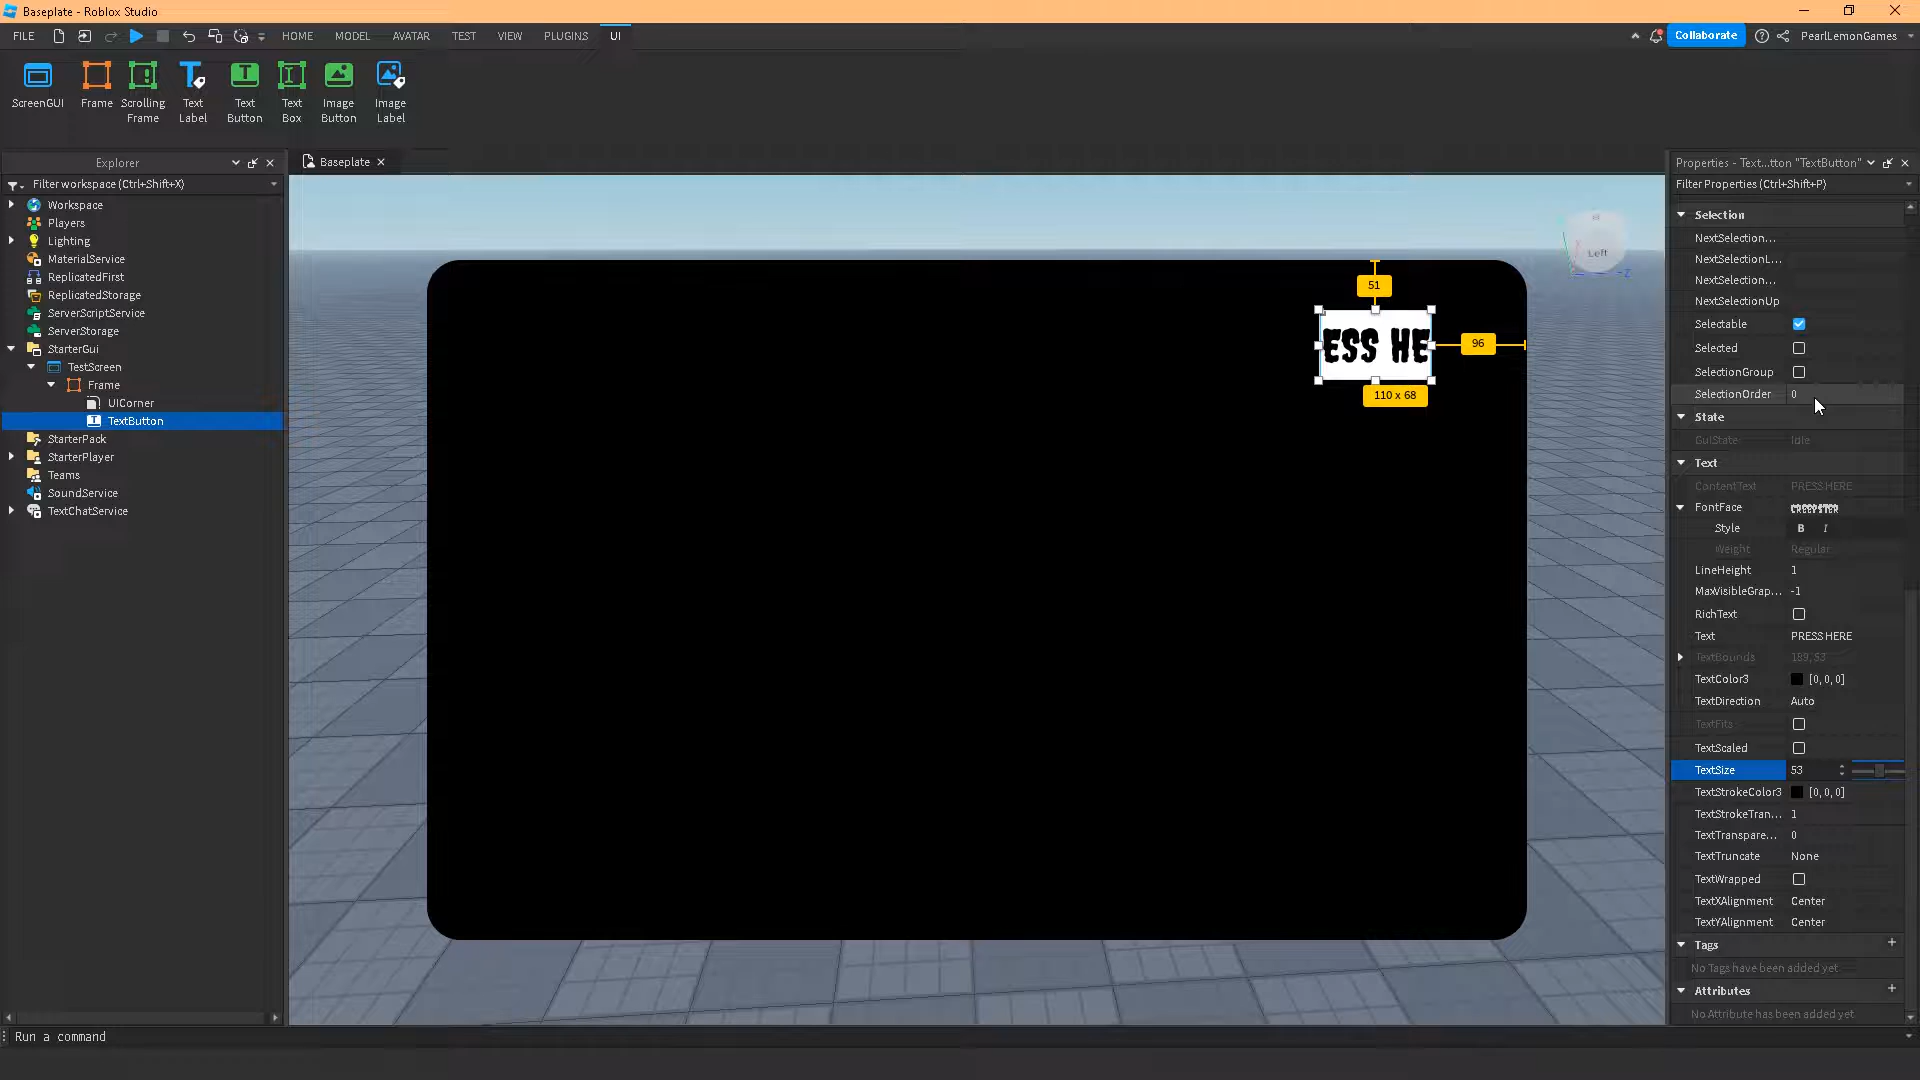 Baseplate - Roblox Studio
FILE
HOME
MODEL
AVATAR
TEST
VIEW
PLUGINS
UI
Collaborate
PearlLemonGames
ScreenGUI
Frame
Scrolling
Frame
Text
Label
Text
Button
Text
Box
Image
Button
Image
Label
Explorer
Filter workspace (Ctrl+Shift+X)
Workspace
Players
Lighting
MaterialService
ReplicatedFirst
ReplicatedStorage
ServerScriptService
ServerStorage
StarterGui
TestScreen
Frame
UICorner
TextButton
StarterPack
StarterPlayer
Teams
SoundService
TextChatService
Baseplate
51
ESS HE
96
110 x 68
Left
Properties - Text...tton "TextButton"
Filter Properties (Ctrl+Shift+P)
Selection
NextSelection...
NextSelectionL...
NextSelection...
NextSelectionUp
Selectable
Selected
SelectionGroup
SelectionOrder 0
State
GuiState Idle
Text
ContentText PRESS HERE
FontFace CREEPSTER
Style B I
Weight Regular
LineHeight 1
MaxVisibleGrap... -1
RichText
Text PRESS HERE
TextBounds 189, 53
TextColor3 [0, 0, 0]
TextDirection Auto
TextFits
TextScaled
TextSize 53
TextStrokeColor3 [0, 0, 0]
TextStrokeTran... 1
TextTranspare... 0
TextTruncate None
TextWrapped
TextXAlignment Center
TextYAlignment Center
Tags +
No Tags have been added yet
Attributes +
No Attribute has been added yet
Run a command